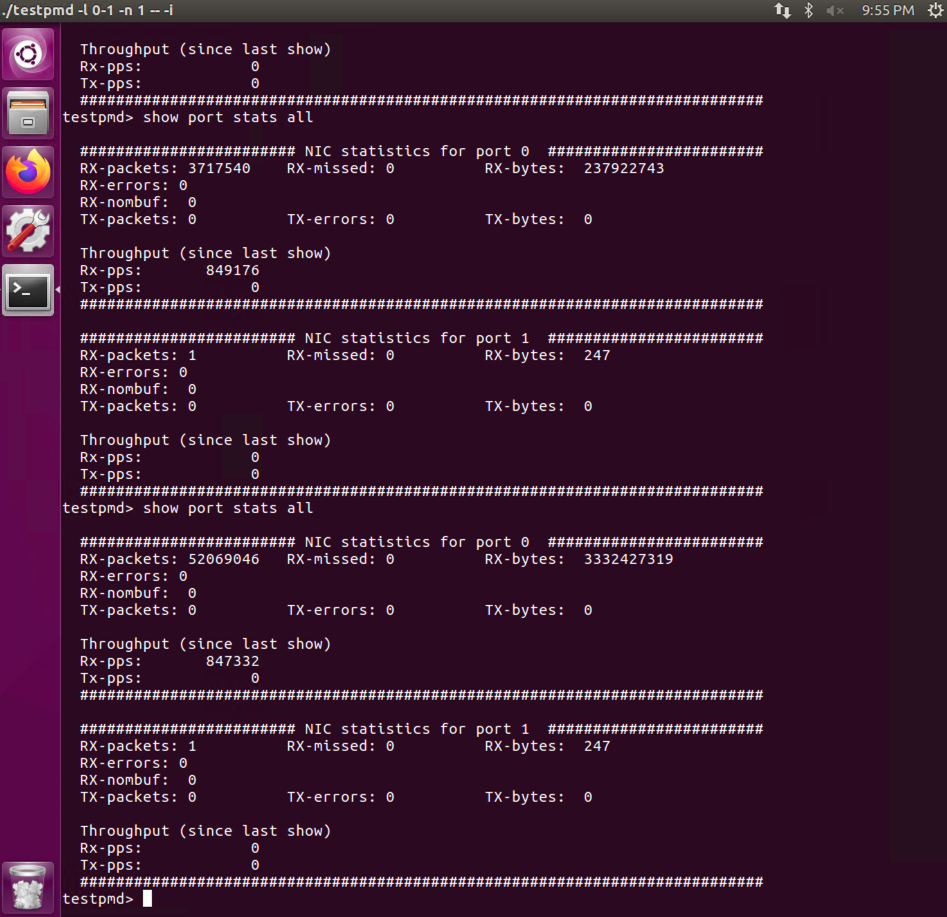 ./testpmd -l 0-1 -n 1 -- -i
9:55 PM
Throughput (since last show)
Rx-pps: 0
Tx-pps: 0
############################################################################
testpmd> show port stats all
######################## NIC statistics for port 0 ########################
RX-packets: 3717540 RX-missed: 0 RX-bytes: 237922743
RX-errors: 0
RX-nombuf: 0
TX-packets: 0 TX-errors: 0 TX-bytes: 0
Throughput (since last show)
Rx-pps: 849176
Tx-pps: 0
############################################################################
######################## NIC statistics for port 1 ########################
RX-packets: 1 RX-missed: 0 RX-bytes: 247
RX-errors: 0
RX-nombuf: 0
TX-packets: 0 TX-errors: 0 TX-bytes: 0
Throughput (since last show)
Rx-pps: 0
Tx-pps: 0
############################################################################
testpmd> show port stats all
######################## NIC statistics for port 0 ########################
RX-packets: 52069046 RX-missed: 0 RX-bytes: 3332427319
RX-errors: 0
RX-nombuf: 0
TX-packets: 0 TX-errors: 0 TX-bytes: 0
Throughput (since last show)
Rx-pps: 847332
Tx-pps: 0
############################################################################
######################## NIC statistics for port 1 ########################
RX-packets: 1 RX-missed: 0 RX-bytes: 247
RX-errors: 0
RX-nombuf: 0
TX-packets: 0 TX-errors: 0 TX-bytes: 0
Throughput (since last show)
Rx-pps: 0
Tx-pps: 0
############################################################################
testpmd>